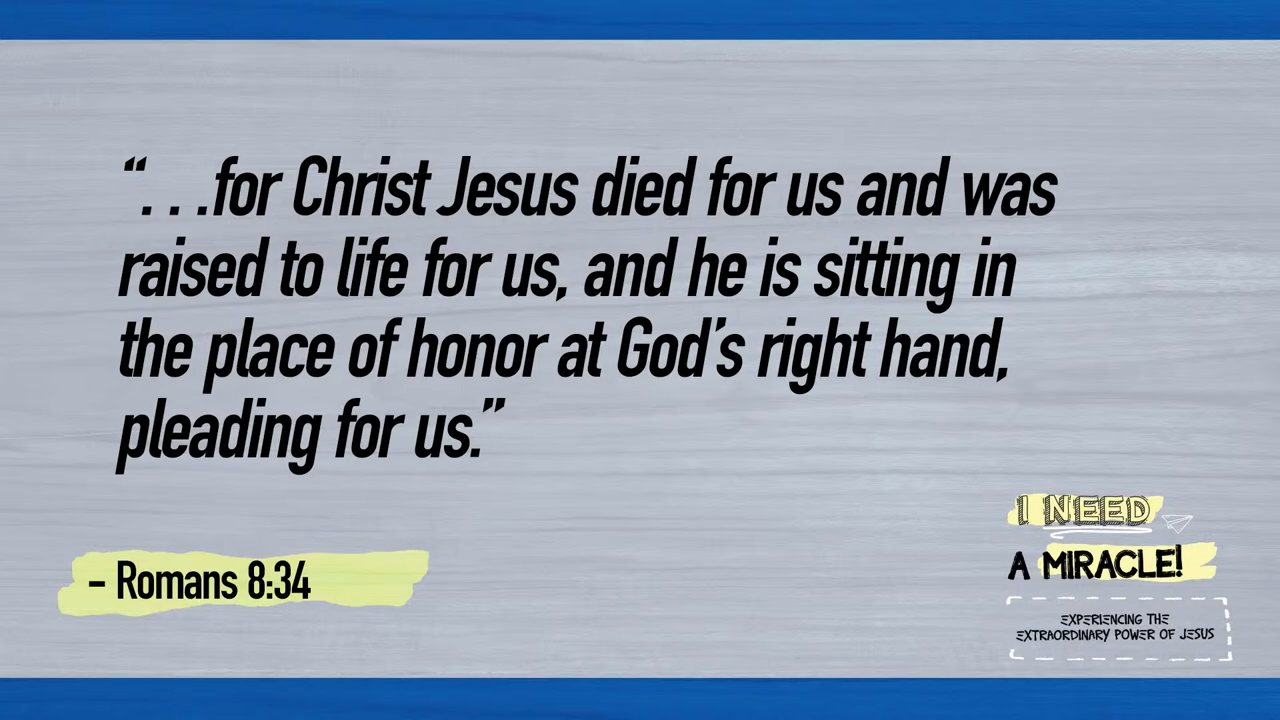 “. . .for Christ Jesus died for us and was
raised to life for us, and he is sitting in
the place of honor at God’s right hand,
pleading for us.”
– Romans 8:34
I NEED
A MIRACLE!
EXPERIENCING THE
EXTRAORDINARY POWER OF JESUS